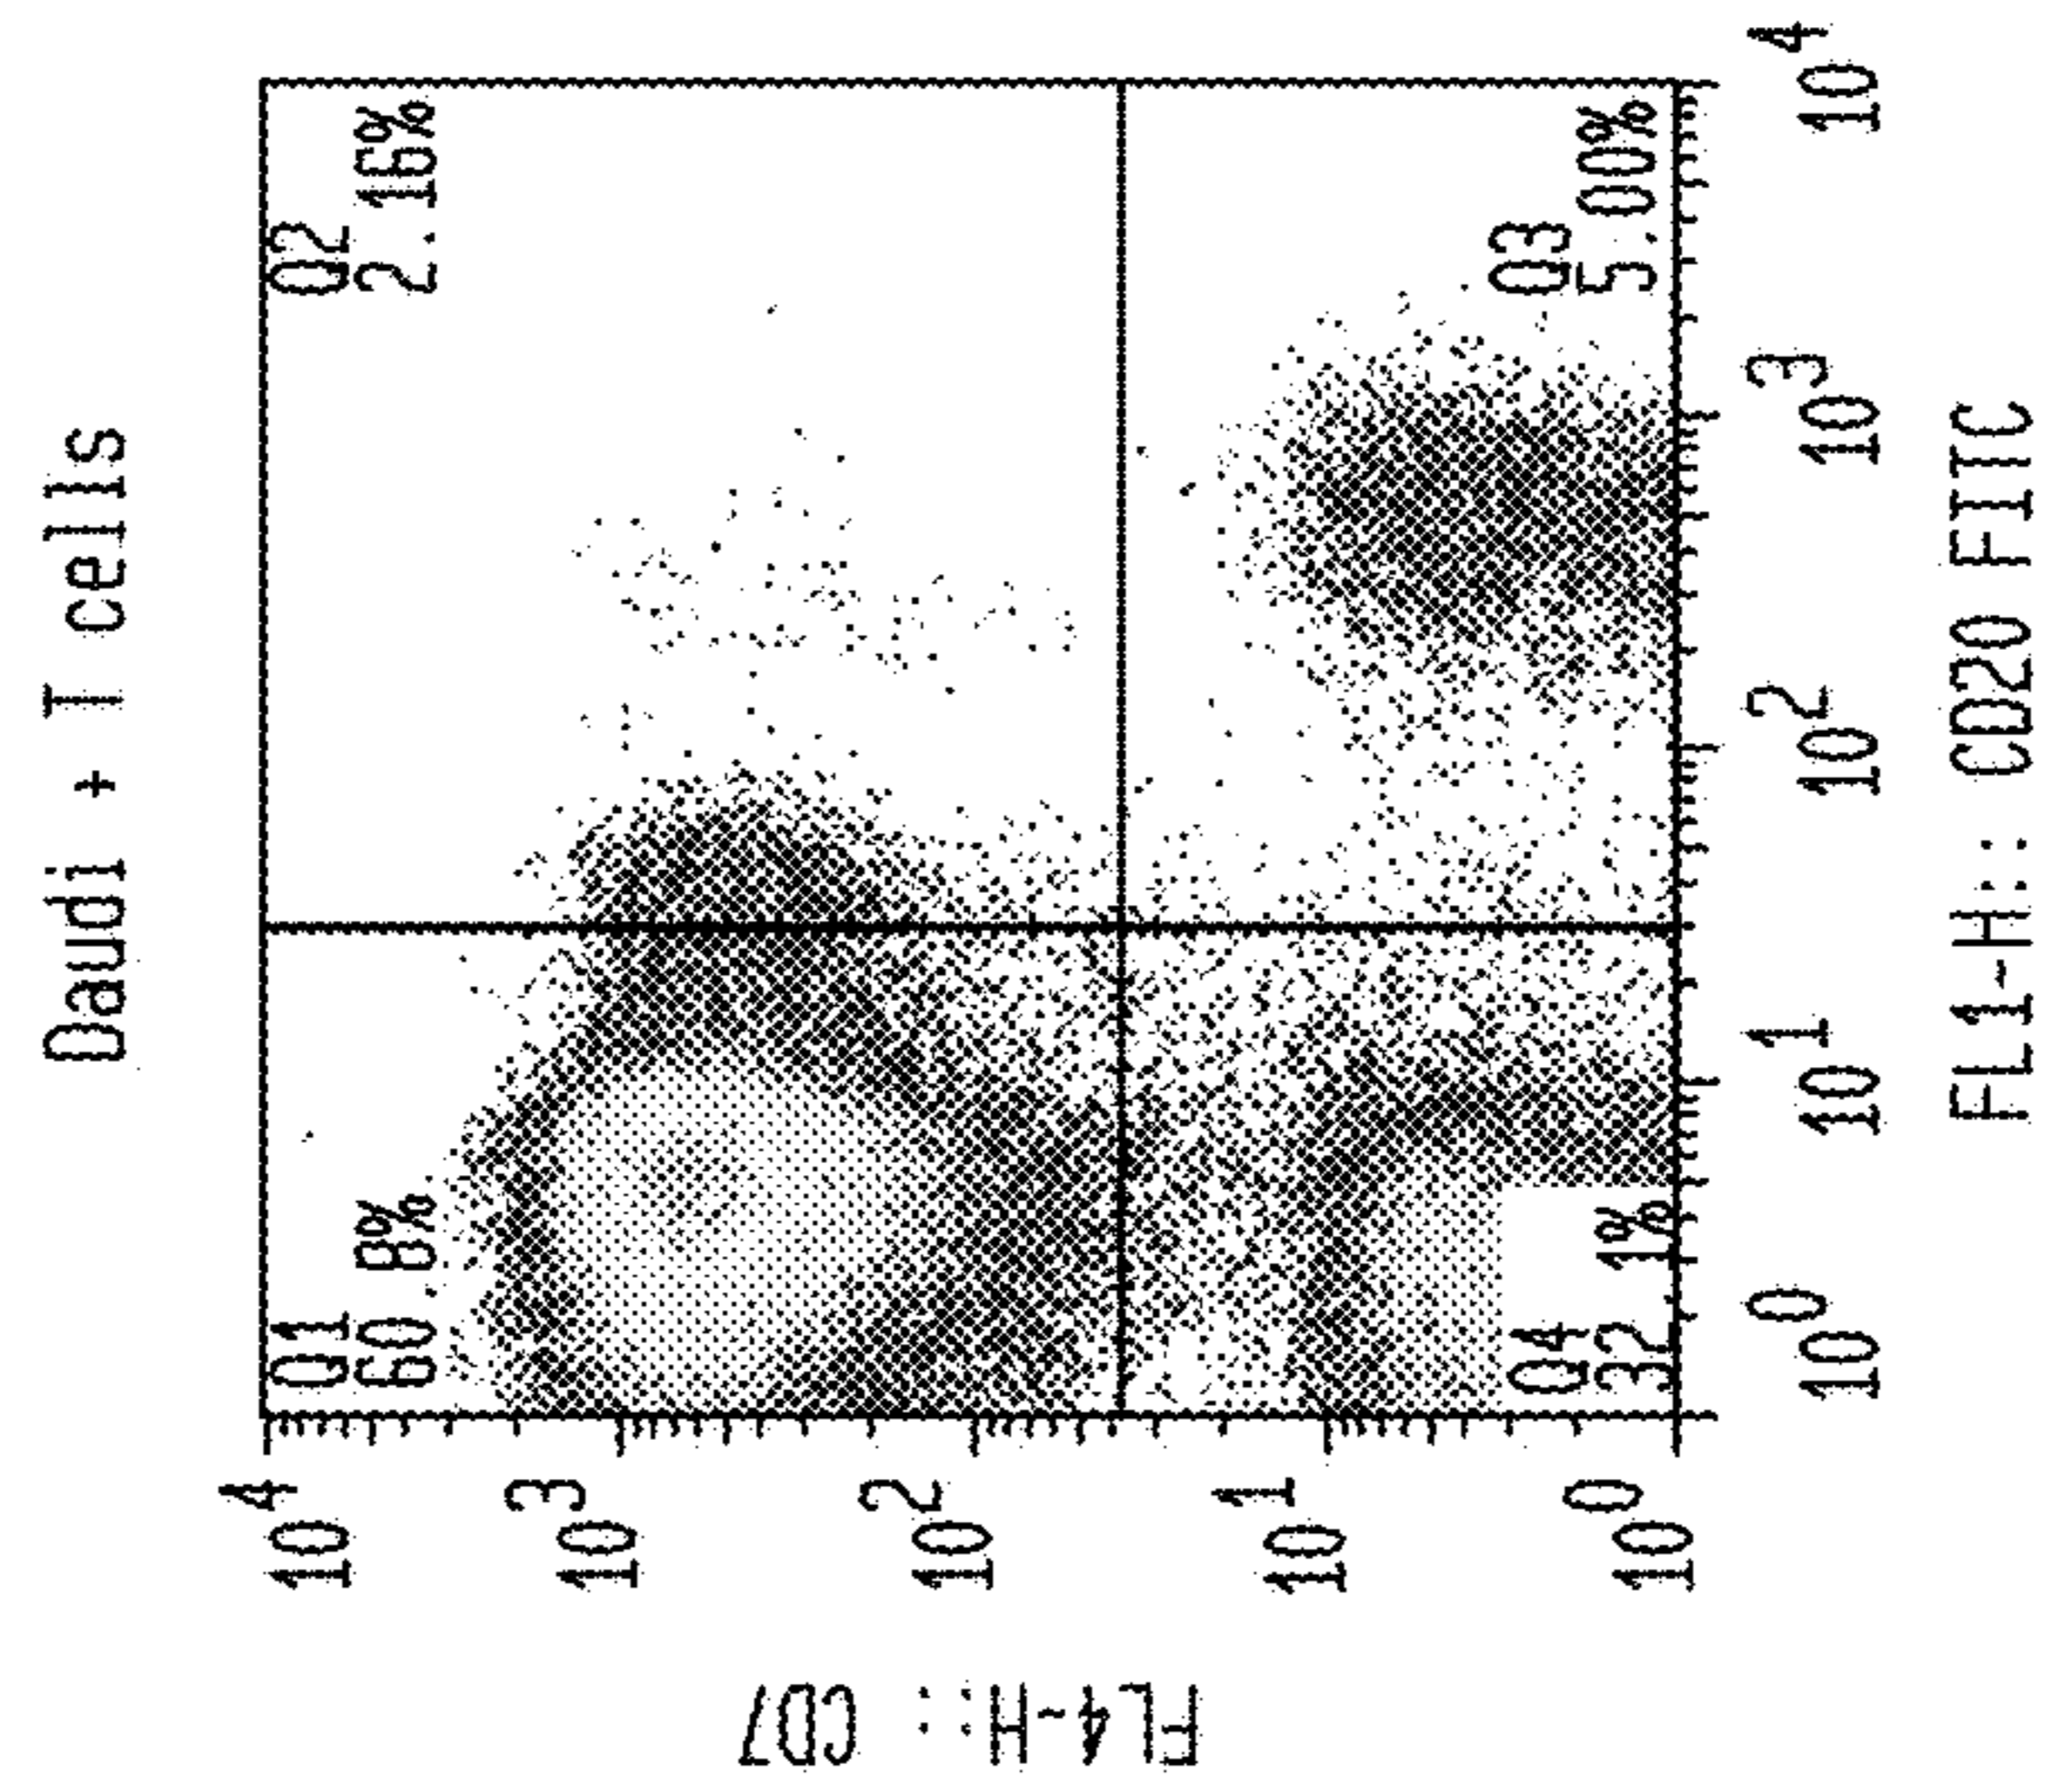 Daudi + T cells
Q1
60.8%
Q2
2.16%
Q3
5.00%
Q4
32.1%
10^4
10^3
10^2
10^1
10^0
10^0
10^1
10^2
10^3
10^4
FL4-H:: CD7
FL1-H:: CD20 FITC